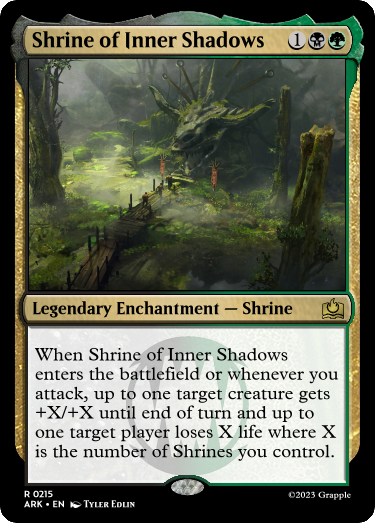 Shrine of Inner Shadows 1
Legendary Enchantment — Shrine
When Shrine of Inner Shadows
enters the battlefield or whenever you
attack, up to one target creature gets
+X/+X until end of turn and up to
one target player loses X life where X
is the number of Shrines you control.
R 0215
ARK • EN Tyler Edlin
©2023 Grapple